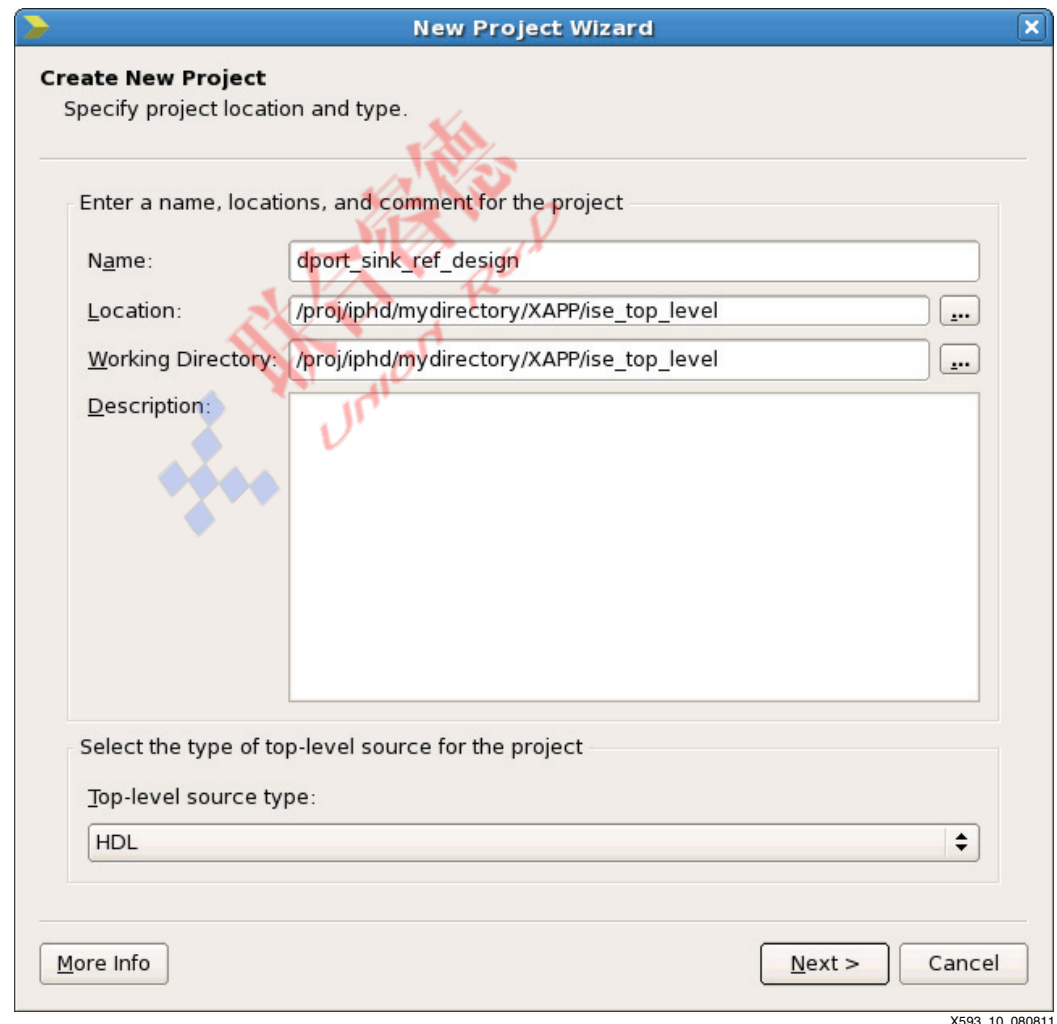 New Project Wizard
Create New Project
Specify project location and type.
Enter a name, locations, and comment for the project
Name:
dport_sink_ref_design
Location:
/proj/iphd/mydirectory/XAPP/ise_top_level
...
Working Directory:
/proj/iphd/mydirectory/XAPP/ise_top_level
...
Description:
联合睿德
Union R&D
Select the type of top-level source for the project
Top-level source type:
HDL
More Info
Next >
Cancel
X593_10_080811